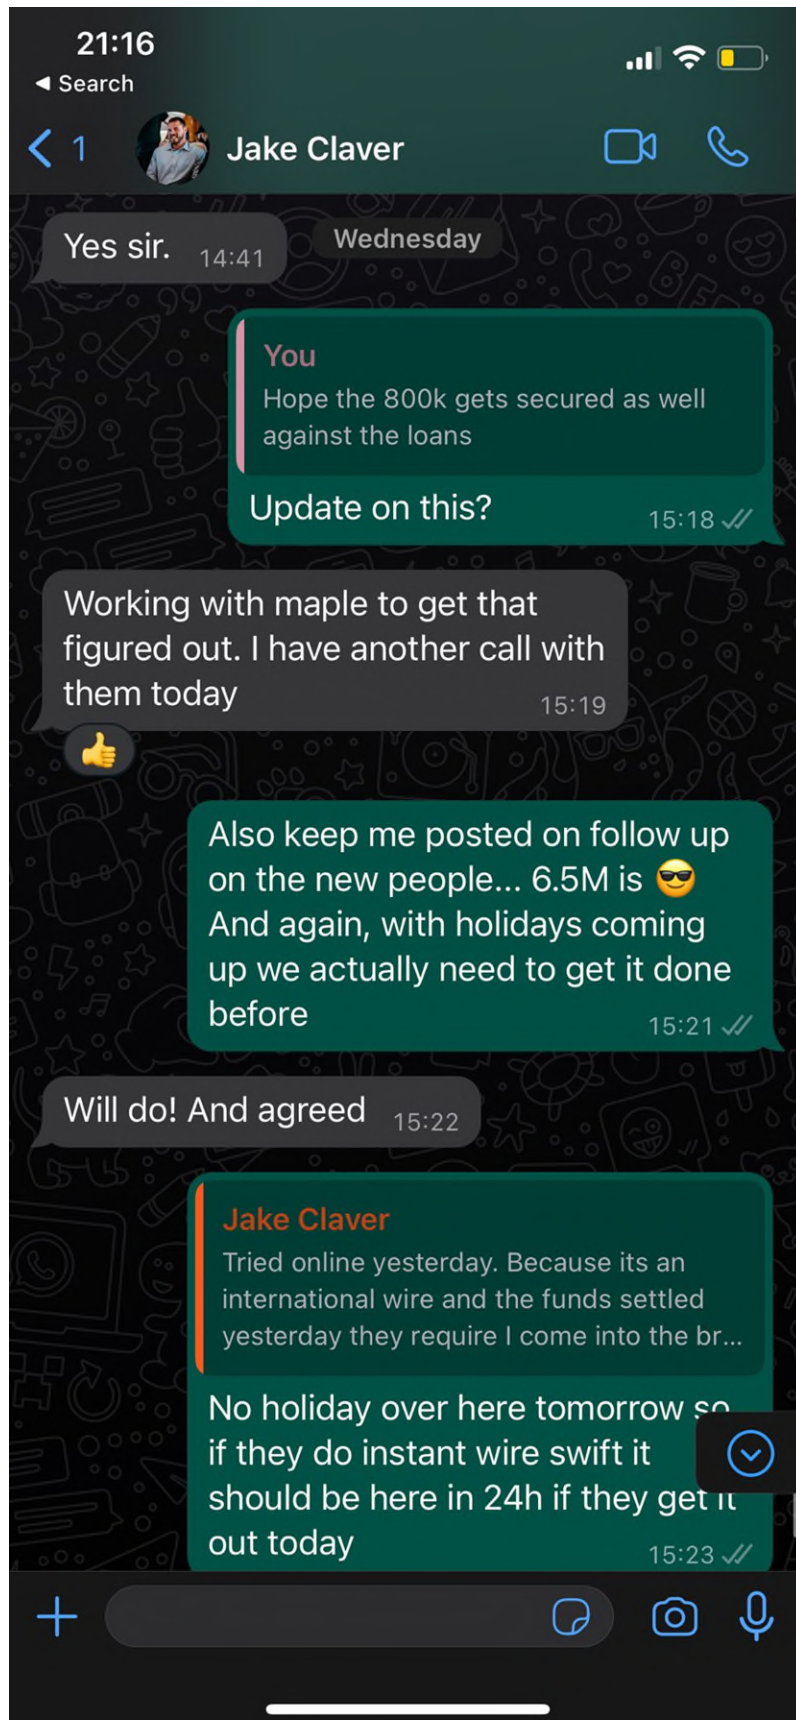 21:16
◀ Search
1
Jake Claver
Wednesday
Yes sir. 14:41
You
Hope the 800k gets secured as well
against the loans
Update on this?
15:18
Working with maple to get that
figured out. I have another call with
them today
15:19
👍
Also keep me posted on follow up
on the new people... 6.5M is 😎
And again, with holidays coming
up we actually need to get it done
before
15:21
Will do! And agreed 15:22
Jake Claver
Tried online yesterday. Because its an
international wire and the funds settled
yesterday they require I come into the br...
No holiday over here tomorrow so
if they do instant wire swift it
should be here in 24h if they get it
out today
15:23